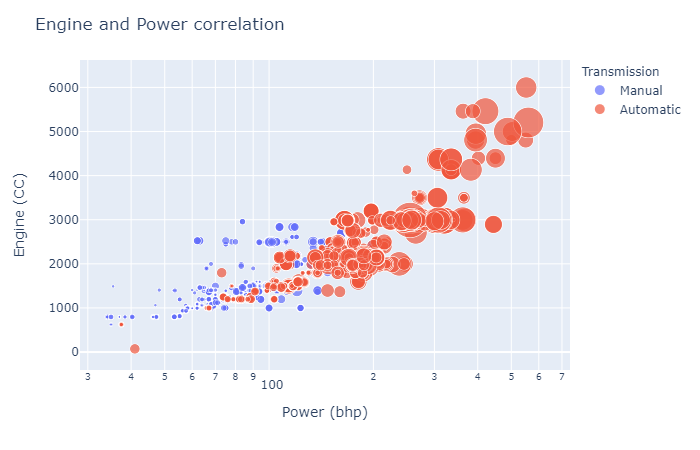 Engine and Power correlation
Transmission
Manual
Automatic
Engine (CC)
6000
5000
4000
3000
2000
1000
0
3 4 5 6 7 8 9 100 2 3 4 5 6 7
Power (bhp)